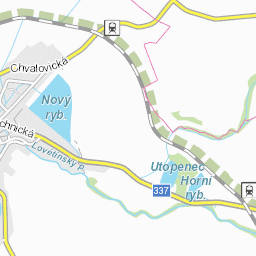 Chvalovická
Nový
ryb.
chnická
Lovětínský p.
Utopenec
Horní
ryb.
337